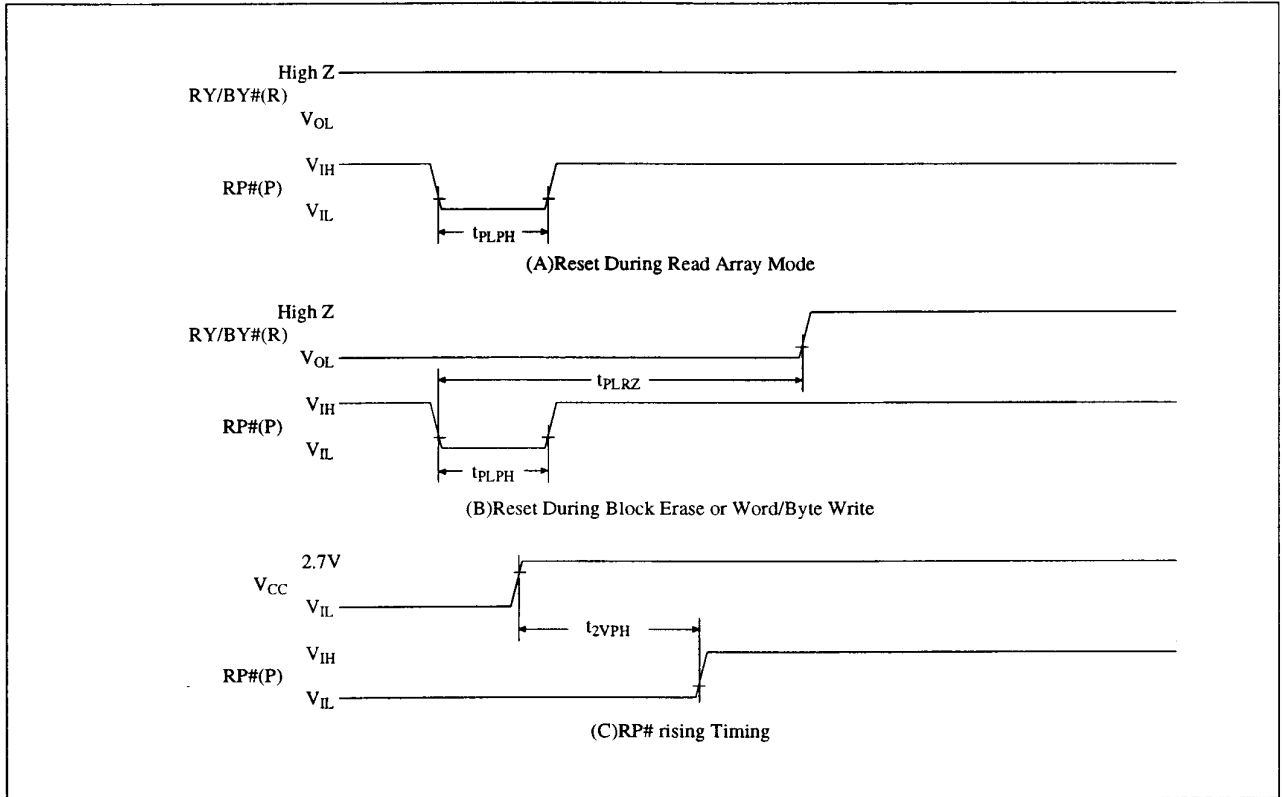 High Z
RY/BY#(R)
VOL
VIH
RP#(P)
VIL
tPLPH
(A)Reset During Read Array Mode
High Z
RY/BY#(R)
VOL
tPLRZ
VIH
RP#(P)
VIL
tPLPH
(B)Reset During Block Erase or Word/Byte Write
2.7V
VCC
VIL
t2VPH
VIH
RP#(P)
VIL
(C)RP# rising Timing